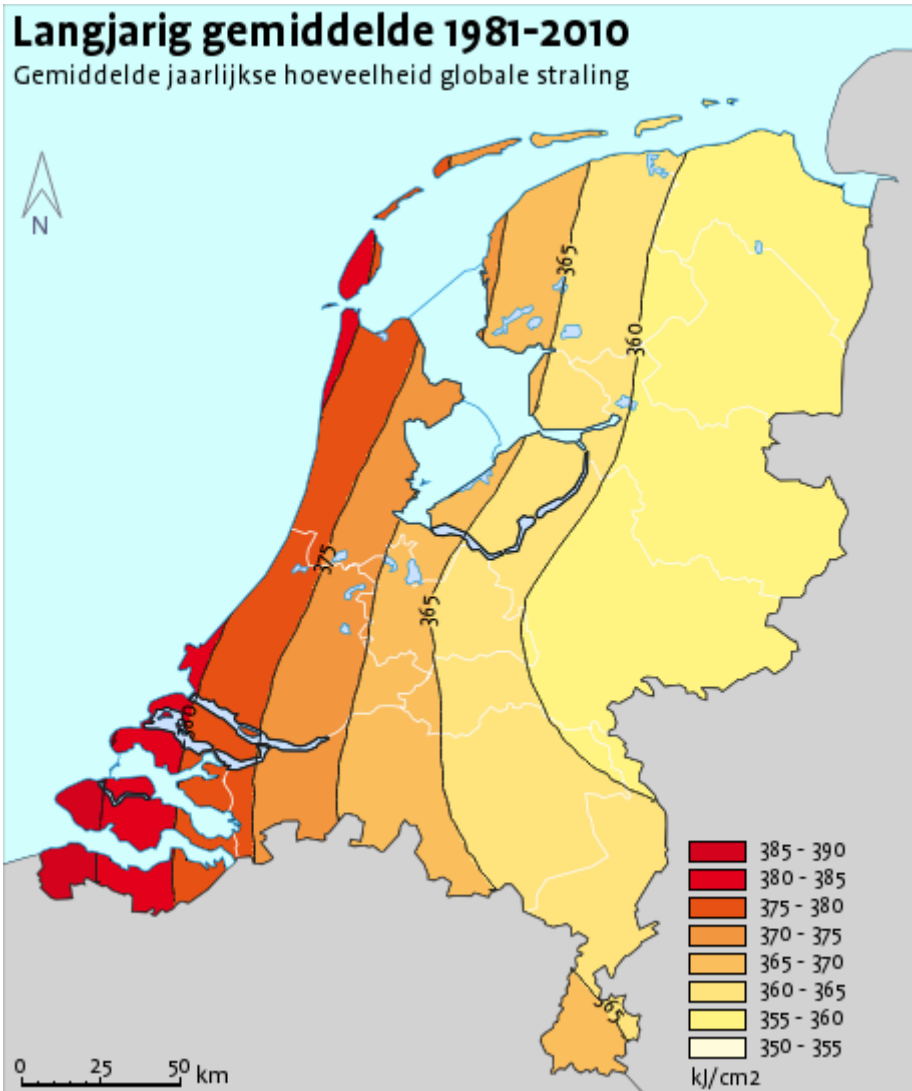 Langjarig gemiddelde 1981-2010
Gemiddelde jaarlijkse hoeveelheid globale straling
N
365
360
375
365
380
365
385 - 390
380 - 385
375 - 380
370 - 375
365 - 370
360 - 365
355 - 360
350 - 355
kJ/cm2
0 25 50 km